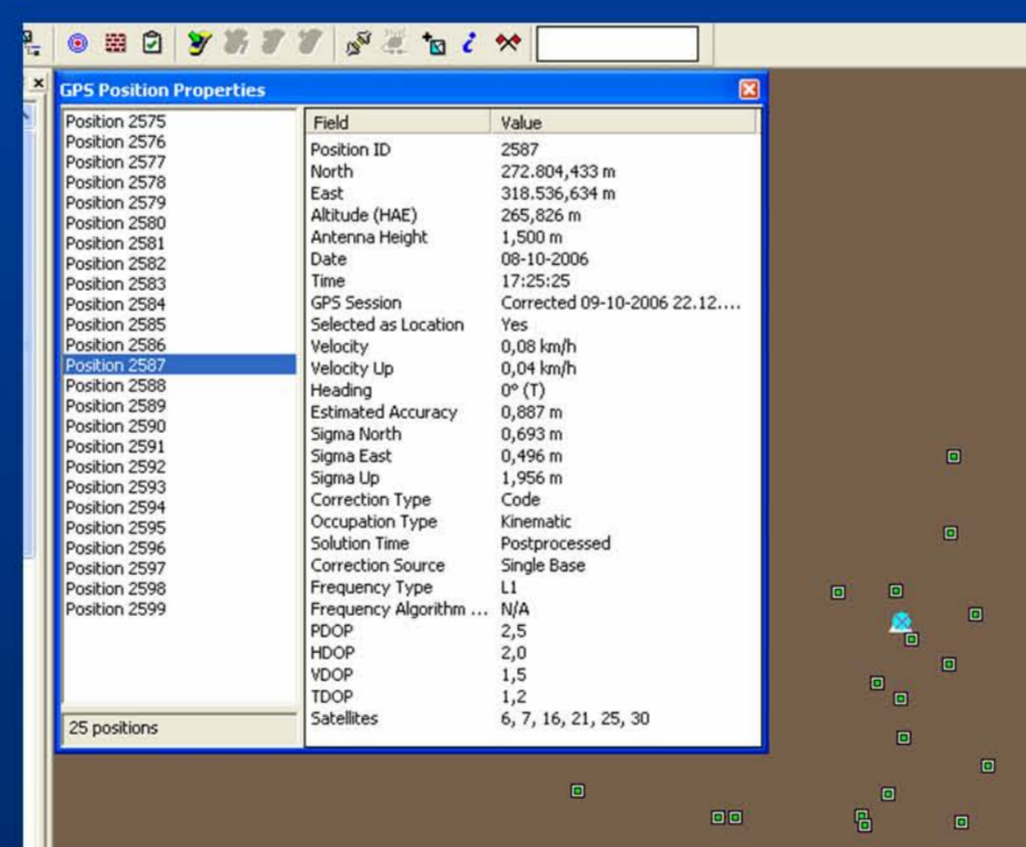 GPS Position Properties
Position 2575
Position 2576
Position 2577
Position 2578
Position 2579
Position 2580
Position 2581
Position 2582
Position 2583
Position 2584
Position 2585
Position 2586
Position 2587
Position 2588
Position 2589
Position 2590
Position 2591
Position 2592
Position 2593
Position 2594
Position 2595
Position 2596
Position 2597
Position 2598
Position 2599
25 positions
Field Value
Position ID 2587
North 272.804,433 m
East 318.536,634 m
Altitude (HAE) 265,826 m
Antenna Height 1,500 m
Date 08-10-2006
Time 17:25:25
GPS Session Corrected 09-10-2006 22.12....
Selected as Location Yes
Velocity 0,08 km/h
Velocity Up 0,04 km/h
Heading 0° (T)
Estimated Accuracy 0,887 m
Sigma North 0,693 m
Sigma East 0,496 m
Sigma Up 1,956 m
Correction Type Code
Occupation Type Kinematic
Solution Time Postprocessed
Correction Source Single Base
Frequency Type L1
Frequency Algorithm ... N/A
PDOP 2,5
HDOP 2,0
VDOP 1,5
TDOP 1,2
Satellites 6, 7, 16, 21, 25, 30